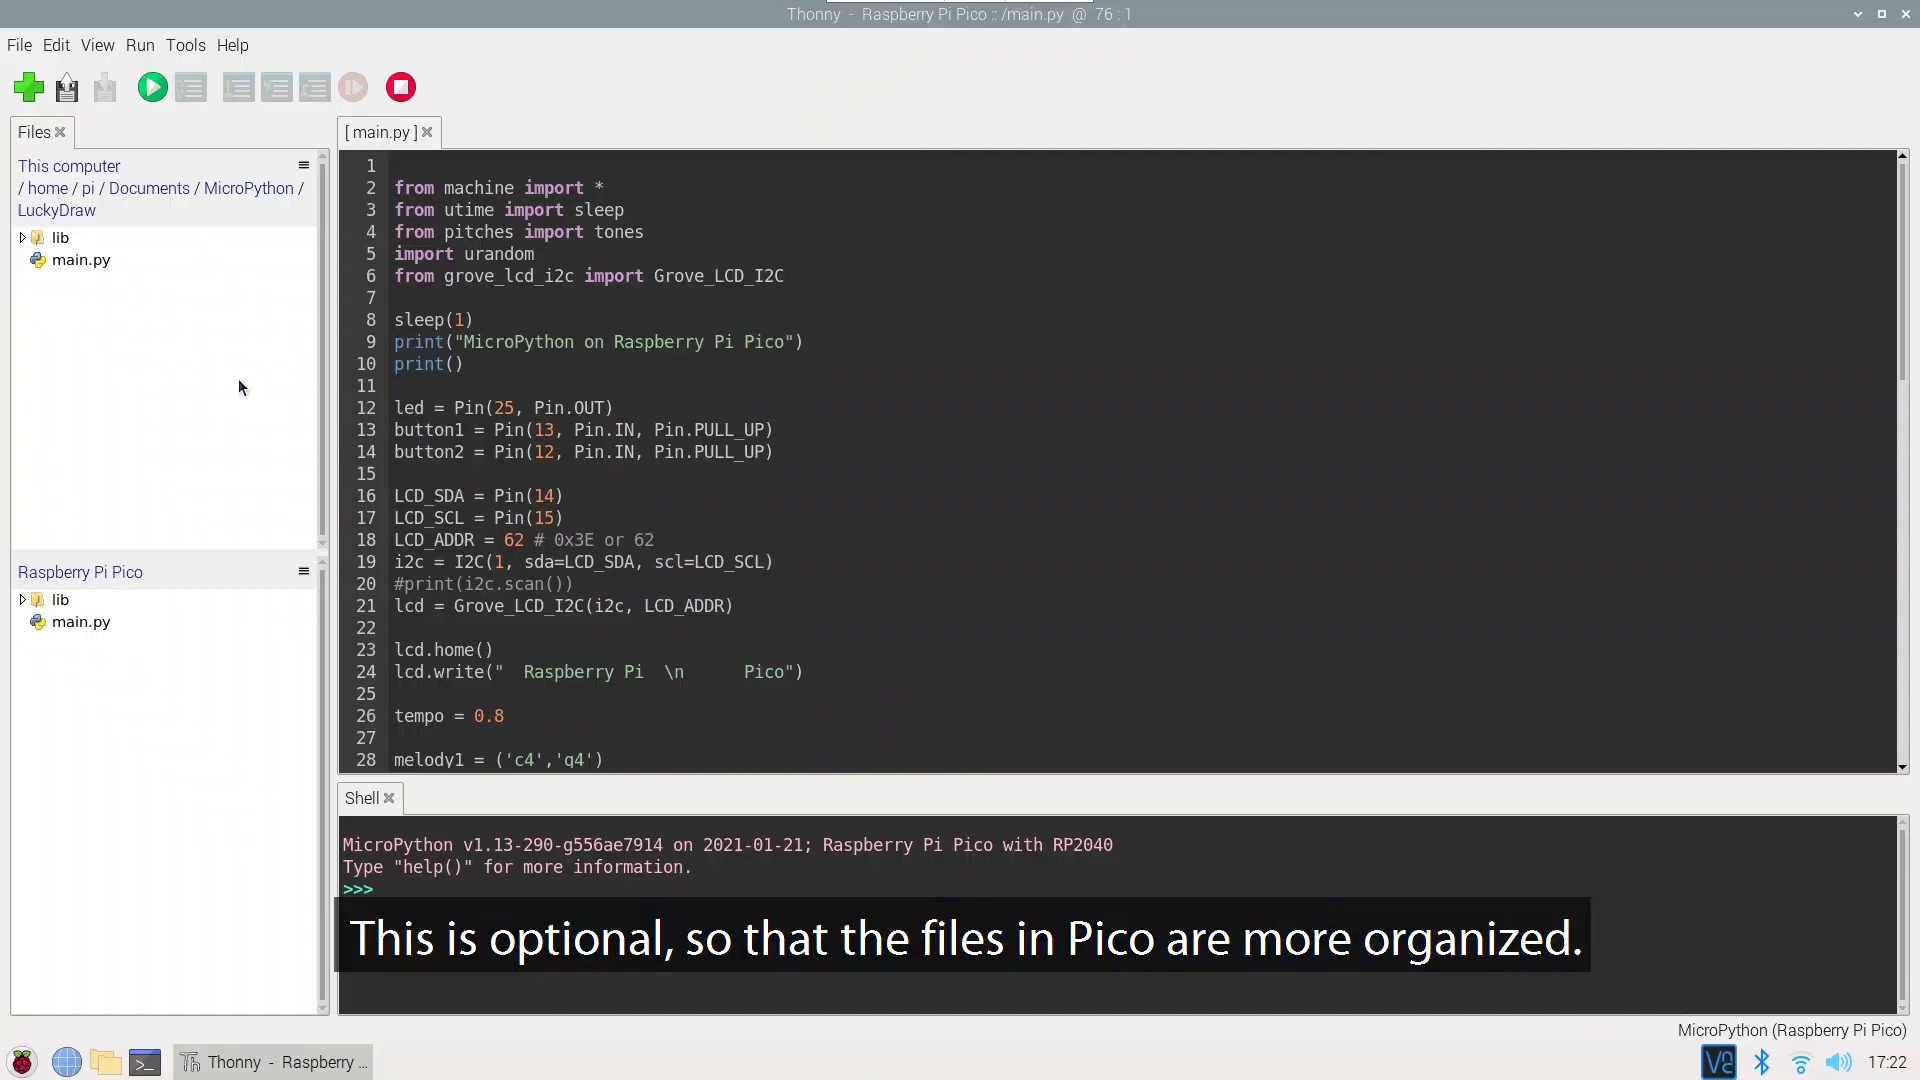 Thonny - Raspberry Pi Pico :: /main.py @ 76 : 1
File Edit View Run Tools Help
Files
[ main.py ]
This computer
/ home / pi / Documents / MicroPython /
LuckyDraw
lib
main.py
Raspberry Pi Pico
lib
main.py
1
2 from machine import *
3 from utime import sleep
4 from pitches import tones
5 import urandom
6 from grove_lcd_i2c import Grove_LCD_I2C
7
8 sleep(1)
9 print("MicroPython on Raspberry Pi Pico")
10 print()
11
12 led = Pin(25, Pin.OUT)
13 button1 = Pin(13, Pin.IN, Pin.PULL_UP)
14 button2 = Pin(12, Pin.IN, Pin.PULL_UP)
15
16 LCD_SDA = Pin(14)
17 LCD_SCL = Pin(15)
18 LCD_ADDR = 62 # 0x3E or 62
19 i2c = I2C(1, sda=LCD_SDA, scl=LCD_SCL)
20 #print(i2c.scan())
21 lcd = Grove_LCD_I2C(i2c, LCD_ADDR)
22
23 lcd.home()
24 lcd.write("  Raspberry Pi  \n      Pico")
25
26 tempo = 0.8
27
28 melody1 = ('c4','g4')
Shell
MicroPython v1.13-290-g556ae7914 on 2021-01-21; Raspberry Pi Pico with RP2040
Type "help()" for more information.
>>>
This is optional, so that the files in Pico are more organized.
MicroPython (Raspberry Pi Pico)
Thonny - Raspberry ...
17:22